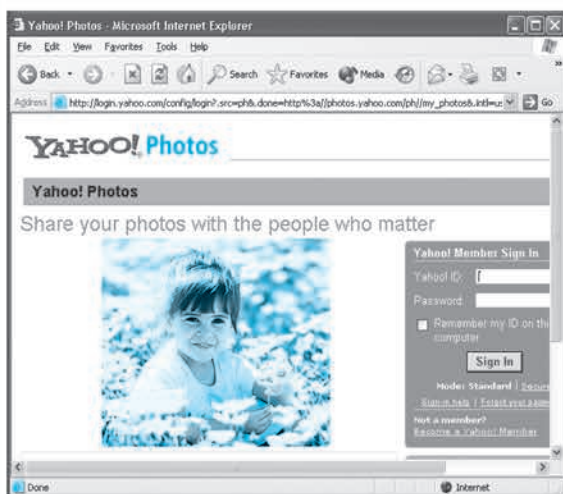 Yahoo! Photos - Microsoft Internet Explorer
File Edit View Favorites Tools Help
Back Search Favorites Media
Address http://login.yahoo.com/config/login?.src=ph&.done=http%3a//photos.yahoo.com/ph//my_photos&.intl=us Go
YAHOO! Photos
Yahoo! Photos
Share your photos with the people who matter
Yahoo! Member Sign In
Yahoo! ID:
Password:
Remember my ID on this
computer
Sign In
Mode: Standard | Secure
Sign-in help | Forgot your
Not a member?
Become a Yahoo! Member
Done Internet